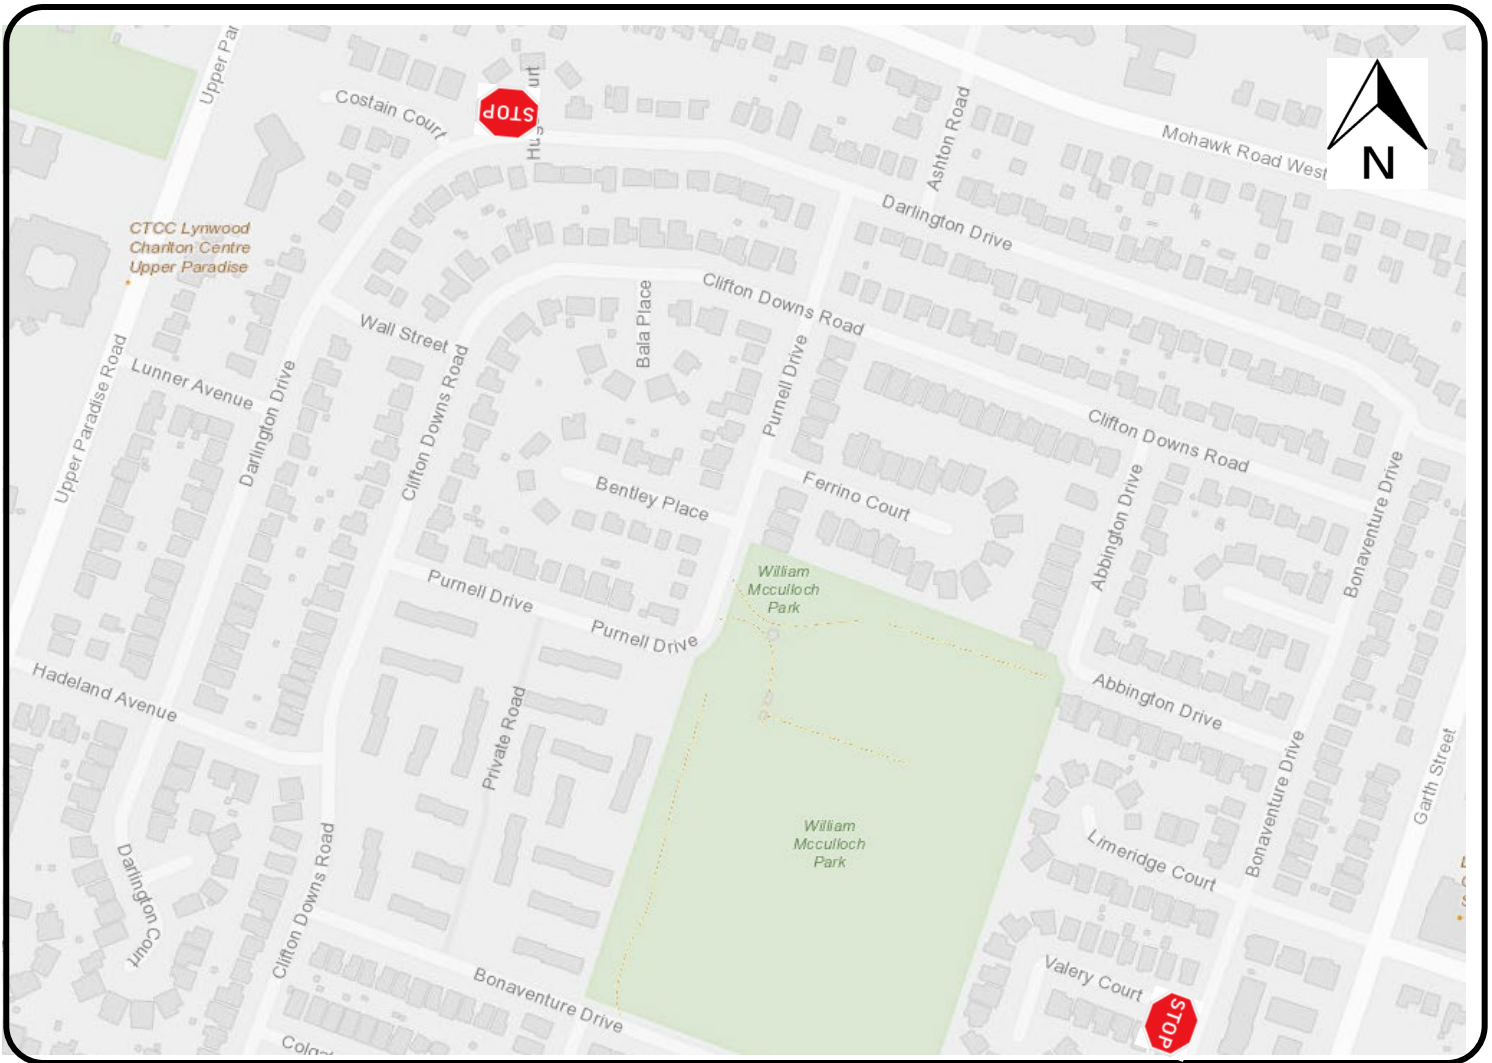 Upper Par
Costain Court
STOP
urt
Ashton Road
Mohawk Road West
N
CTCC Lynwood
Charlton Centre
Upper Paradise
Darlington Drive
Clifton Downs Road
Bala Place
Wall Street
Lunner Avenue
Upper Paradise Road
Darlington Drive
Clifton Downs Road
Purnell Drive
Clifton Downs Road
Bentley Place
Ferrino Court
Abbington Drive
Bonaventure Drive
William
Mcculloch
Park
Purnell Drive
Purnell Drive
Hadeland Avenue
Private Road
Abbington Drive
Garth Street
Bonaventure Drive
William
Mcculloch
Park
Limeridge Court
Darlington Court
Clifton Downs Road
Bonaventure Drive
Valery Court
STOP